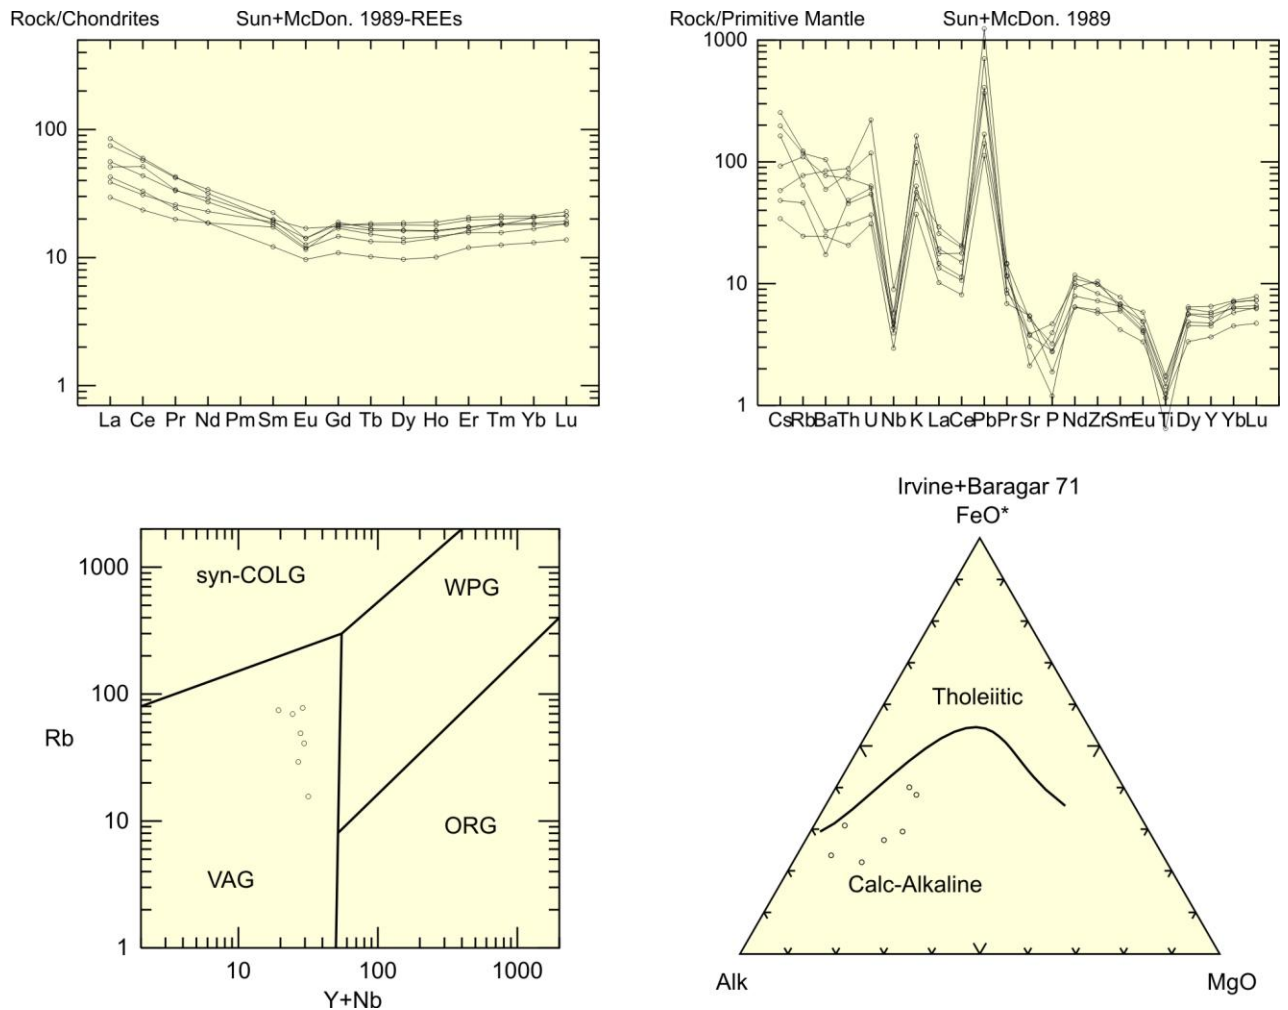 Rock/Chondrites Sun+McDon. 1989-REEs
100
10
1
La Ce Pr Nd Pm Sm Eu Gd Tb Dy Ho Er Tm Yb Lu
Rock/Primitive Mantle Sun+McDon. 1989
1000
100
10
1
Cs Rb Ba Th U Nb K La Ce Pb Pr Sr P Nd Zr Sm Eu Ti Dy Y Yb Lu
1000
100
Rb
10
1
syn-COLG
WPG
ORG
VAG
10 100 1000
Y+Nb
Irvine+Baragar 71
FeO*
Tholeiitic
Calc-Alkaline
Alk MgO